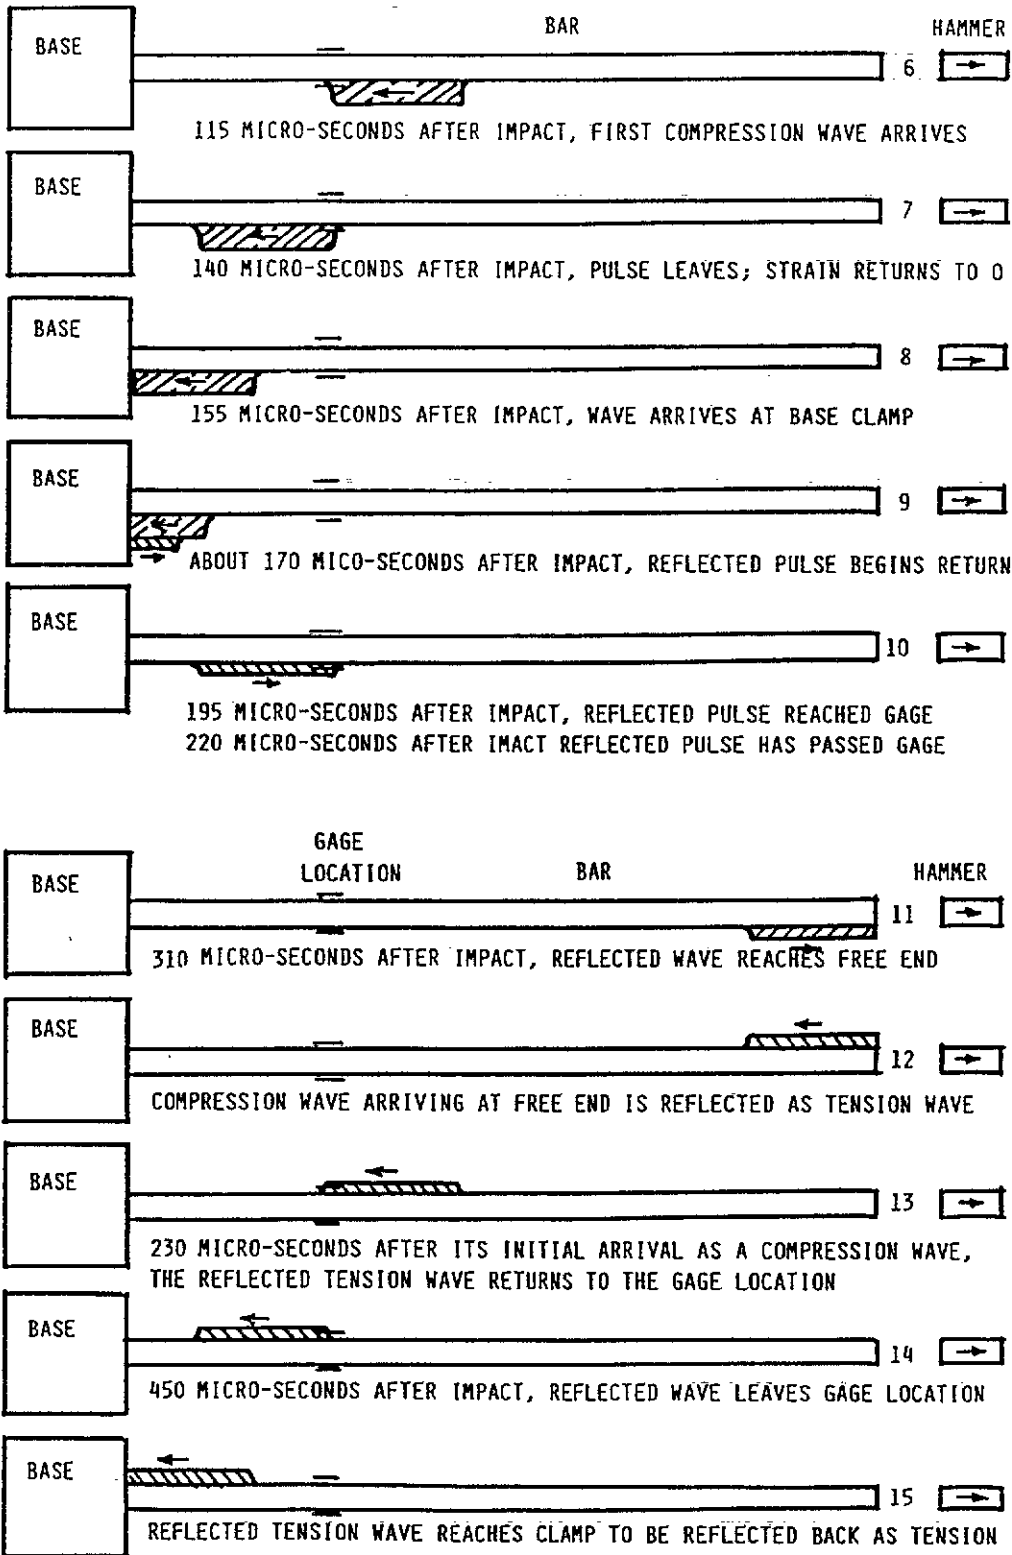 BASE
BAR
HAMMER
6
115 MICRO-SECONDS AFTER IMPACT, FIRST COMPRESSION WAVE ARRIVES
BASE
7
140 MICRO-SECONDS AFTER IMPACT, PULSE LEAVES; STRAIN RETURNS TO 0
BASE
8
155 MICRO-SECONDS AFTER IMPACT, WAVE ARRIVES AT BASE CLAMP
BASE
9
ABOUT 170 MICO-SECONDS AFTER IMPACT, REFLECTED PULSE BEGINS RETURN
BASE
10
195 MICRO-SECONDS AFTER IMPACT, REFLECTED PULSE REACHED GAGE
220 MICRO-SECONDS AFTER IMACT REFLECTED PULSE HAS PASSED GAGE
GAGE
LOCATION
BAR
HAMMER
BASE
11
310 MICRO-SECONDS AFTER IMPACT, REFLECTED WAVE REACHES FREE END
BASE
12
COMPRESSION WAVE ARRIVING AT FREE END IS REFLECTED AS TENSION WAVE
BASE
13
230 MICRO-SECONDS AFTER ITS INITIAL ARRIVAL AS A COMPRESSION WAVE,
THE REFLECTED TENSION WAVE RETURNS TO THE GAGE LOCATION
BASE
14
450 MICRO-SECONDS AFTER IMPACT, REFLECTED WAVE LEAVES GAGE LOCATION
BASE
15
REFLECTED TENSION WAVE REACHES CLAMP TO BE REFLECTED BACK AS TENSION